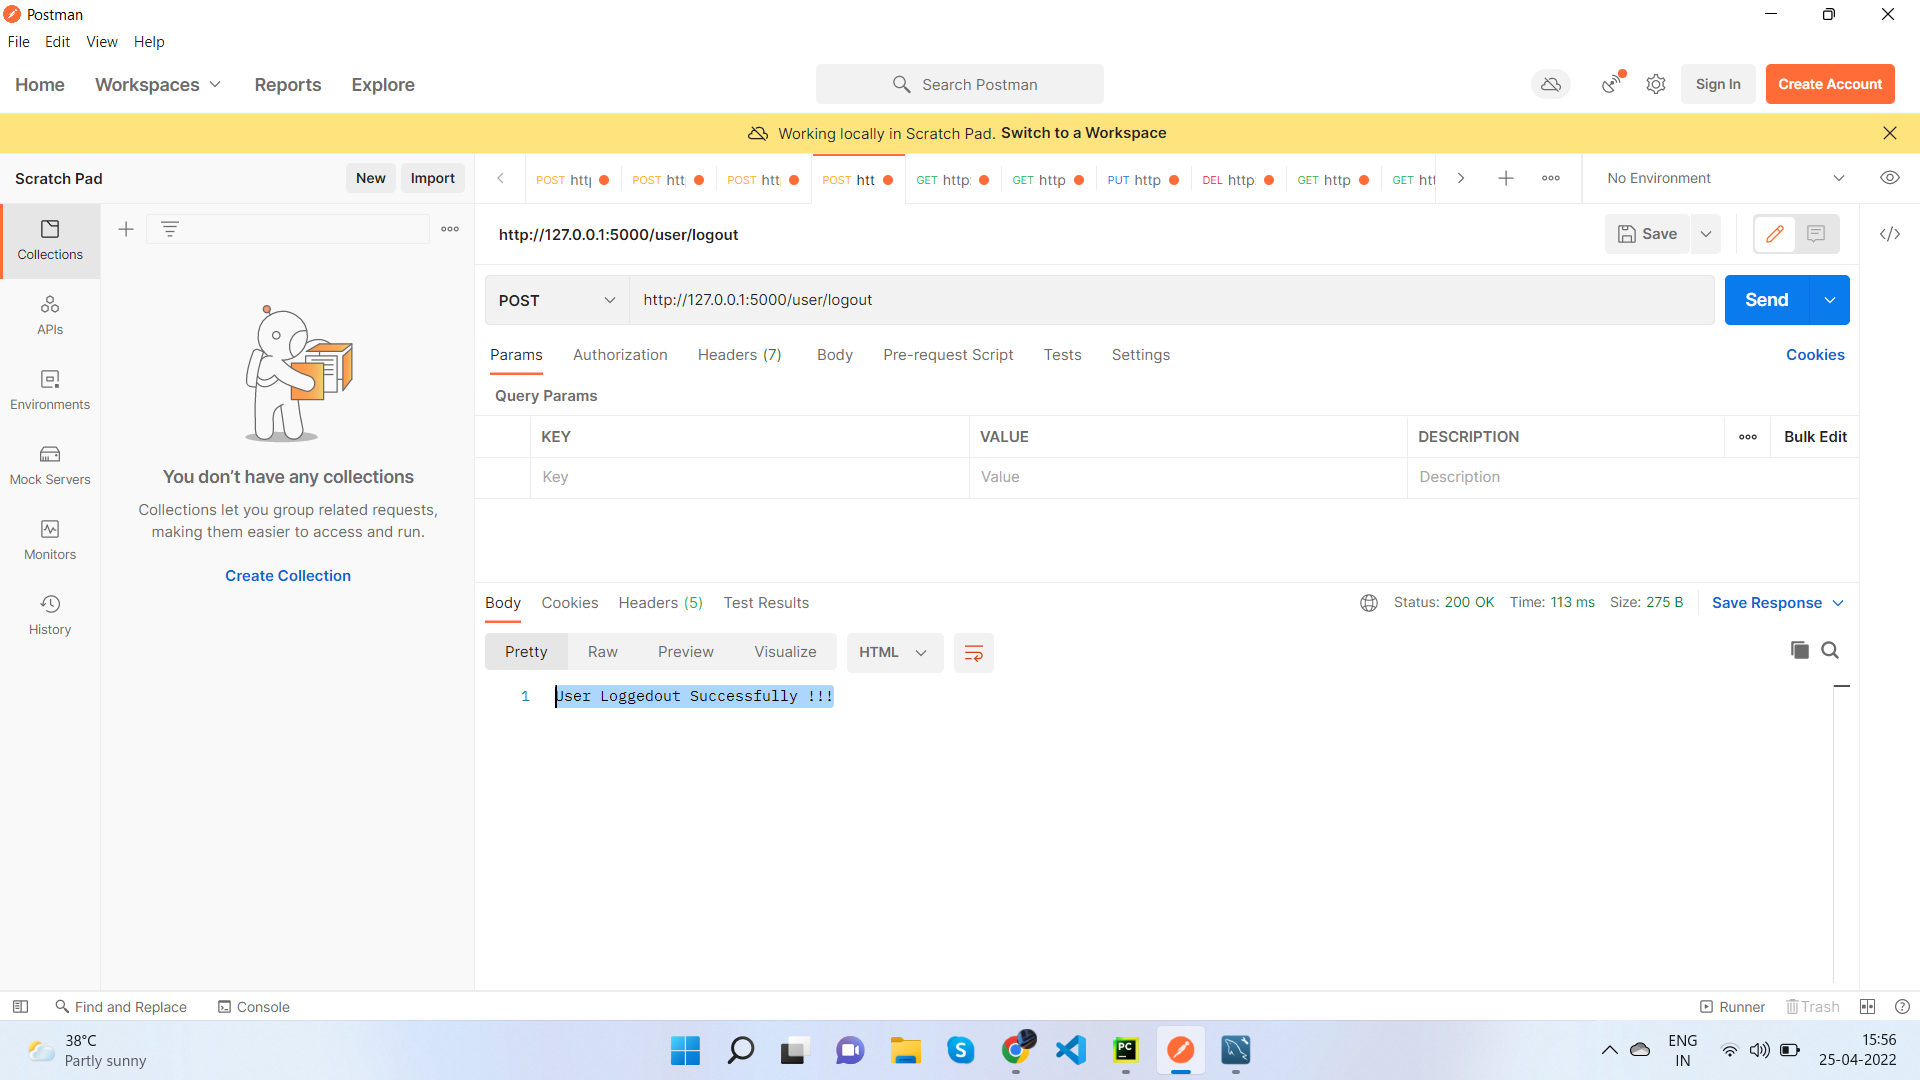 Postman
File Edit View Help
Home Workspaces Reports Explore
Search Postman
Sign In
Create Account
Working locally in Scratch Pad. Switch to a Workspace
Scratch Pad
New Import
POST http POST htt POST htt POST htt GET http GET http PUT http DEL http GET http GET htt
No Environment
Collections
APIs
Environments
Mock Servers
Monitors
History
You don't have any collections
Collections let you group related requests,
making them easier to access and run.
Create Collection
http://127.0.0.1:5000/user/logout
Save
POST http://127.0.0.1:5000/user/logout
Send
Params Authorization Headers (7) Body Pre-request Script Tests Settings
Cookies
Query Params
KEY VALUE DESCRIPTION Bulk Edit
Key Value Description
Body Cookies Headers (5) Test Results
Status: 200 OK Time: 113 ms Size: 275 B Save Response
Pretty Raw Preview Visualize HTML
1 User Loggedout Successfully !!!
Find and Replace Console
Runner Trash
38°C
Partly sunny
PC
ENG
IN
15:56
25-04-2022